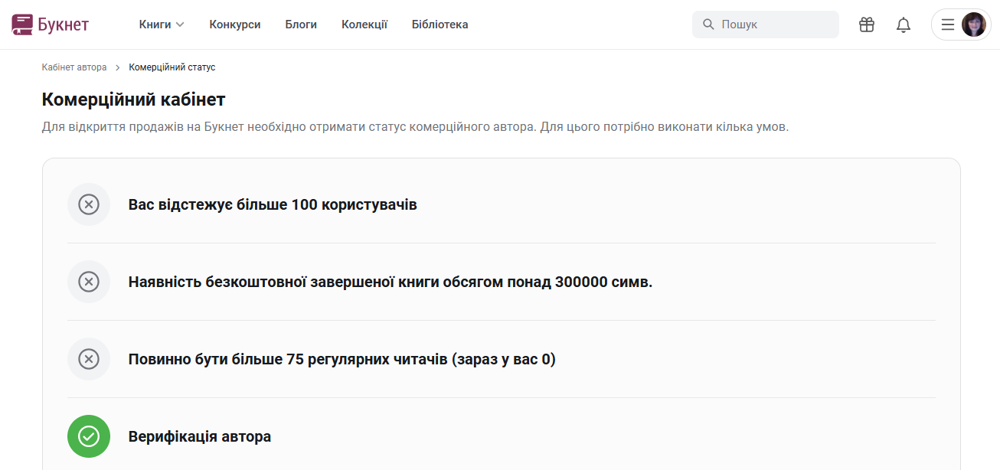 Букнет
Книги
Конкурси
Блоги
Колекції
Бібліотека
Пошук
Кабінет автора
Комерційний статус
Комерційний кабінет
Для відкриття продажів на Букнет необхідно отримати статус комерційного автора. Для цього потрібно виконати кілька умов.
Вас відстежує більше 100 користувачів
Наявність безкоштовної завершеної книги обсягом понад 300000 симв.
Повинно бути більше 75 регулярних читачів (зараз у вас 0)
Верифікація автора